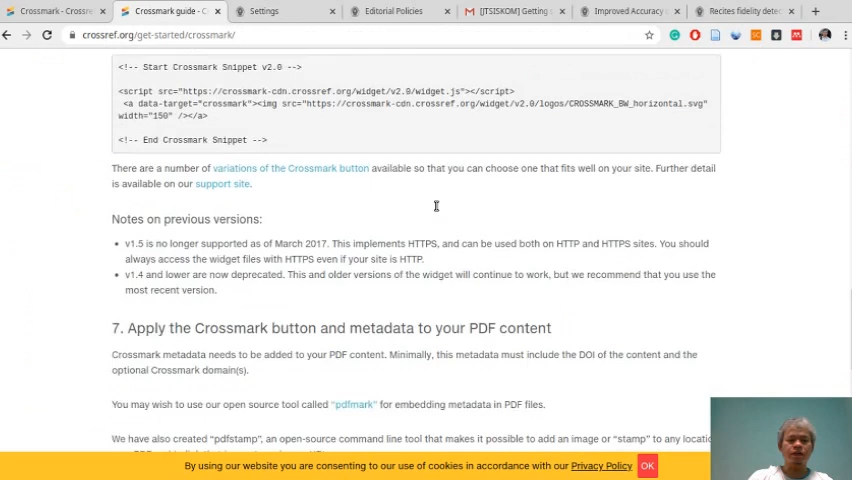 Crossmark - Crossre
Crossmark guide - C
Settings
Editorial Policies
[JTSISKOM] Getting s
Improved Accuracy o
Recites fidelity detec
crossref.org/get-started/crossmark/
<!-- Start Crossmark Snippet v2.0 -->
<script src="https://crossmark-cdn.crossref.org/widget/v2.0/widget.js"></script>
<a data-target="crossmark"><img src="https://crossmark-cdn.crossref.org/widget/v2.0/logos/CROSSMARK_BW_horizontal.svg"
width="150" /></a>
<!-- End Crossmark Snippet -->
There are a number of variations of the Crossmark button available so that you can choose one that fits well on your site. Further detail
is available on our support site.
Notes on previous versions:
v1.5 is no longer supported as of March 2017. This implements HTTPS, and can be used both on HTTP and HTTPS sites. You should
always access the widget files with HTTPS even if your site is HTTP.
v1.4 and lower are now deprecated. This and older versions of the widget will continue to work, but we recommend that you use the
most recent version.
7. Apply the Crossmark button and metadata to your PDF content
Crossmark metadata needs to be added to your PDF content. Minimally, this metadata must include the DOI of the content and the
optional Crossmark domain(s).
You may wish to use our open source tool called "pdfmark" for embedding metadata in PDF files.
We have also created "pdfstamp", an open-source command line tool that makes it possible to add an image or "stamp" to any locatio
By using our website you are consenting to our use of cookies in accordance with our Privacy Policy OK